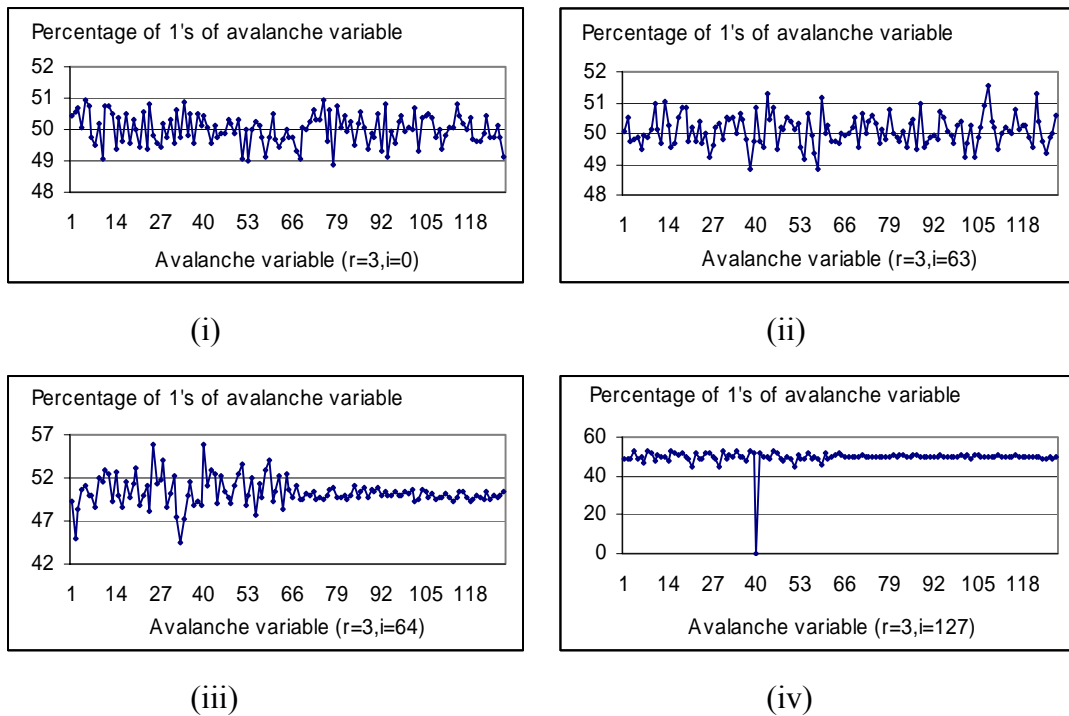 Percentage of 1's of avalanche variable
52
51
50
49
48
1 14 27 40 53 66 79 92 105 118
Avalanche variable (r=3,i=0)
(i)
Percentage of 1's of avalanche variable
52
51
50
49
48
1 14 27 40 53 66 79 92 105 118
Avalanche variable (r=3,i=63)
(ii)
Percentage of 1's of avalanche variable
57
52
47
42
1 14 27 40 53 66 79 92 105 118
Avalanche variable (r=3,i=64)
(iii)
Percentage of 1's of avalanche variable
60
40
20
0
1 14 27 40 53 66 79 92 105 118
Avalanche variable (r=3,i=127)
(iv)